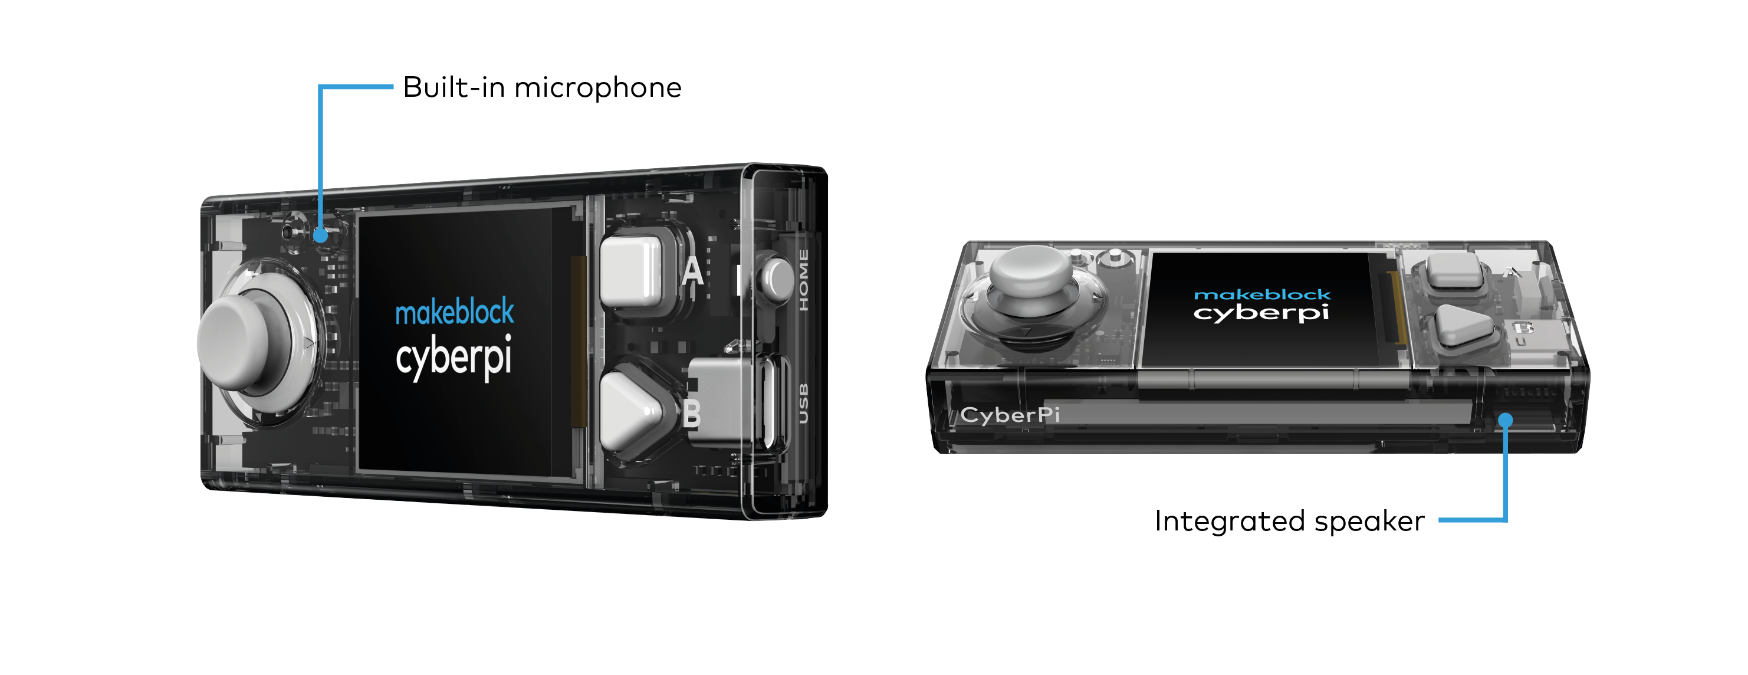 Built-in microphone
makeblock
cyberpi
A
B
HOME
USB
makeblock
cyberpi
CyberPi
Integrated speaker